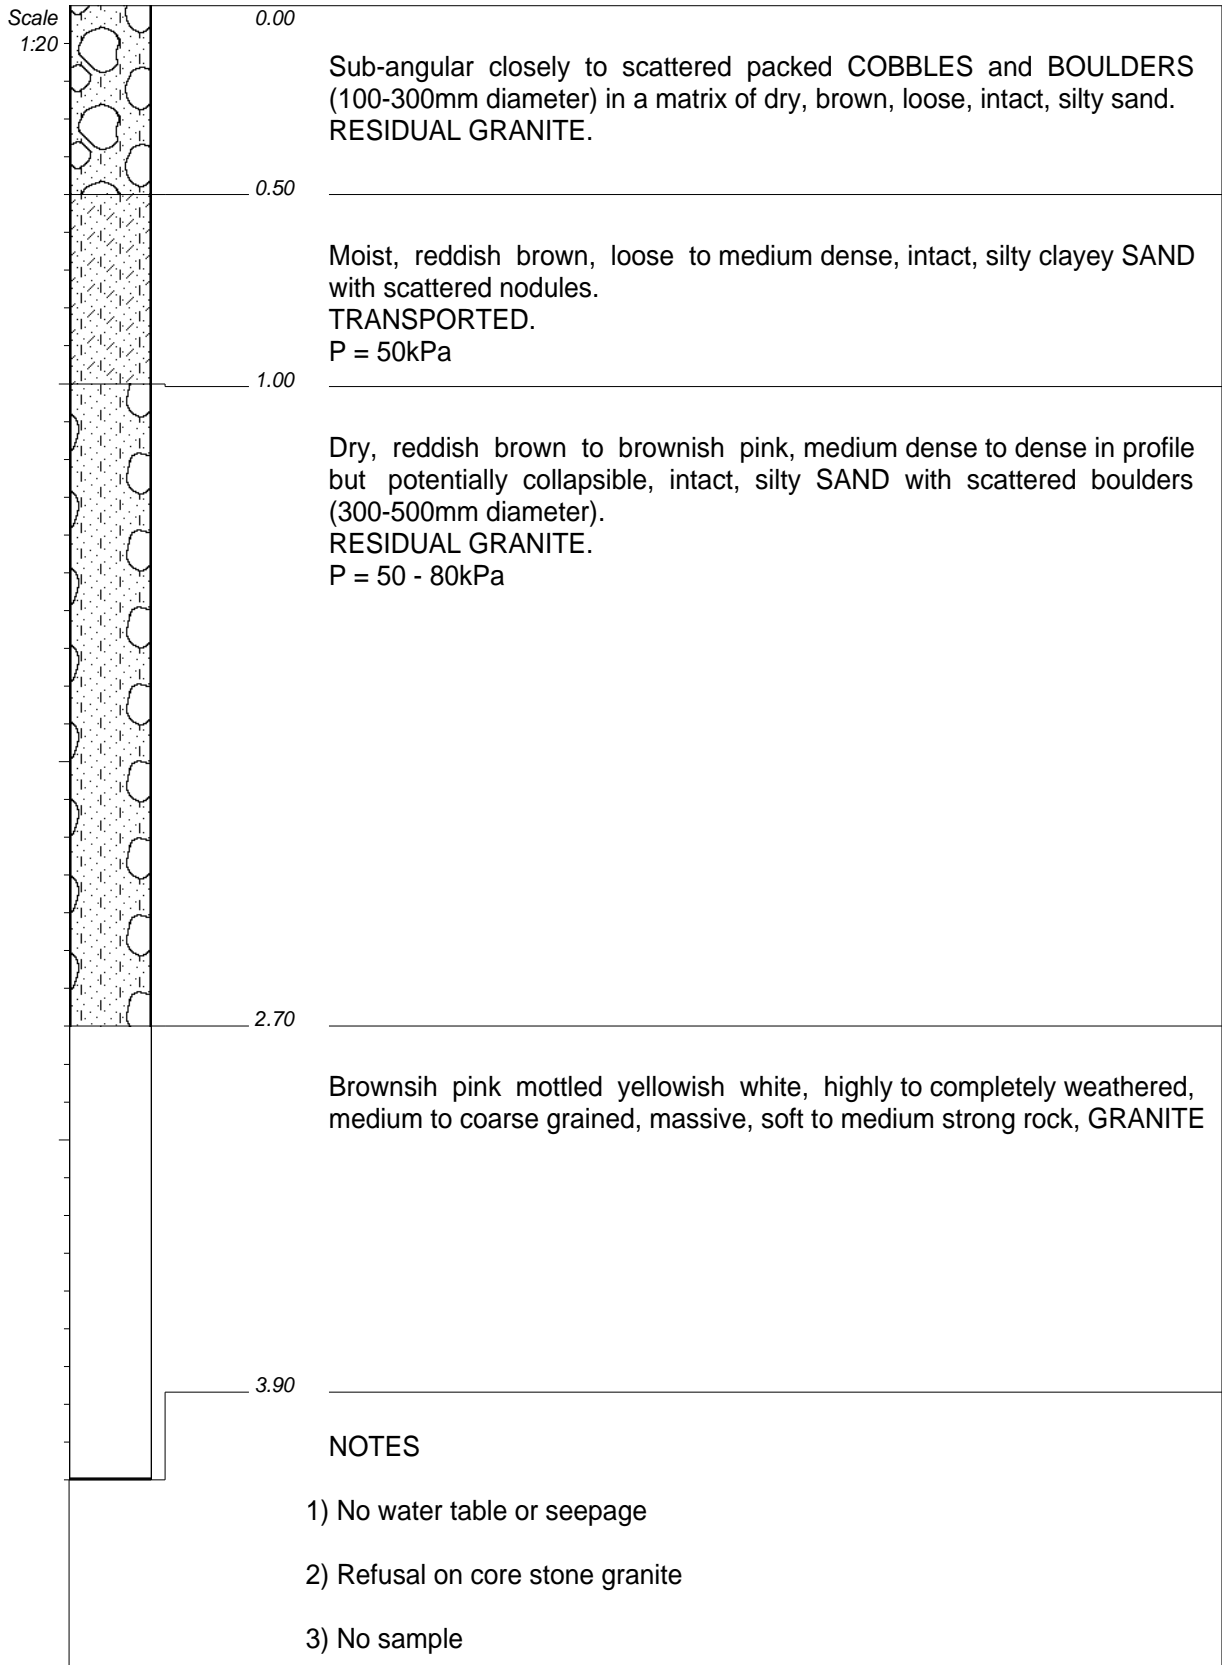 Scale
1:20
0.00
Sub-angular closely to scattered packed COBBLES and BOULDERS
(100-300mm diameter) in a matrix of dry, brown, loose, intact, silty sand.
RESIDUAL GRANITE.
0.50
Moist, reddish brown, loose to medium dense, intact, silty clayey SAND
with scattered nodules.
TRANSPORTED.
P = 50kPa
1.00
Dry, reddish brown to brownish pink, medium dense to dense in profile
but potentially collapsible, intact, silty SAND with scattered boulders
(300-500mm diameter).
RESIDUAL GRANITE.
P = 50 - 80kPa
2.70
Brownsih pink mottled yellowish white, highly to completely weathered,
medium to coarse grained, massive, soft to medium strong rock, GRANITE
3.90
NOTES
1) No water table or seepage
2) Refusal on core stone granite
3) No sample